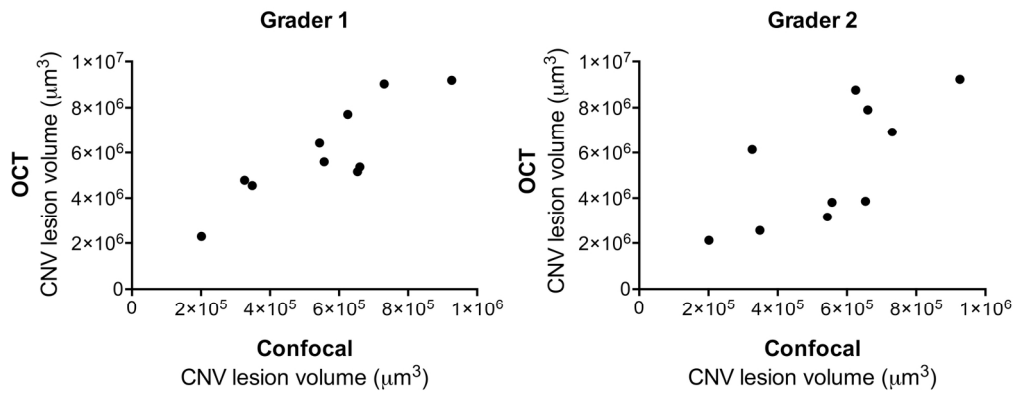 Grader 1
OCT
CNV lesion volume (μm³)
1×10⁷
8×10⁶
6×10⁶
4×10⁶
2×10⁶
0
0 2×10⁵ 4×10⁵ 6×10⁵ 8×10⁵ 1×10⁶
Confocal
CNV lesion volume (μm³)
Grader 2
OCT
CNV lesion volume (μm³)
1×10⁷
8×10⁶
6×10⁶
4×10⁶
2×10⁶
0
0 2×10⁵ 4×10⁵ 6×10⁵ 8×10⁵ 1×10⁶
Confocal
CNV lesion volume (μm³)